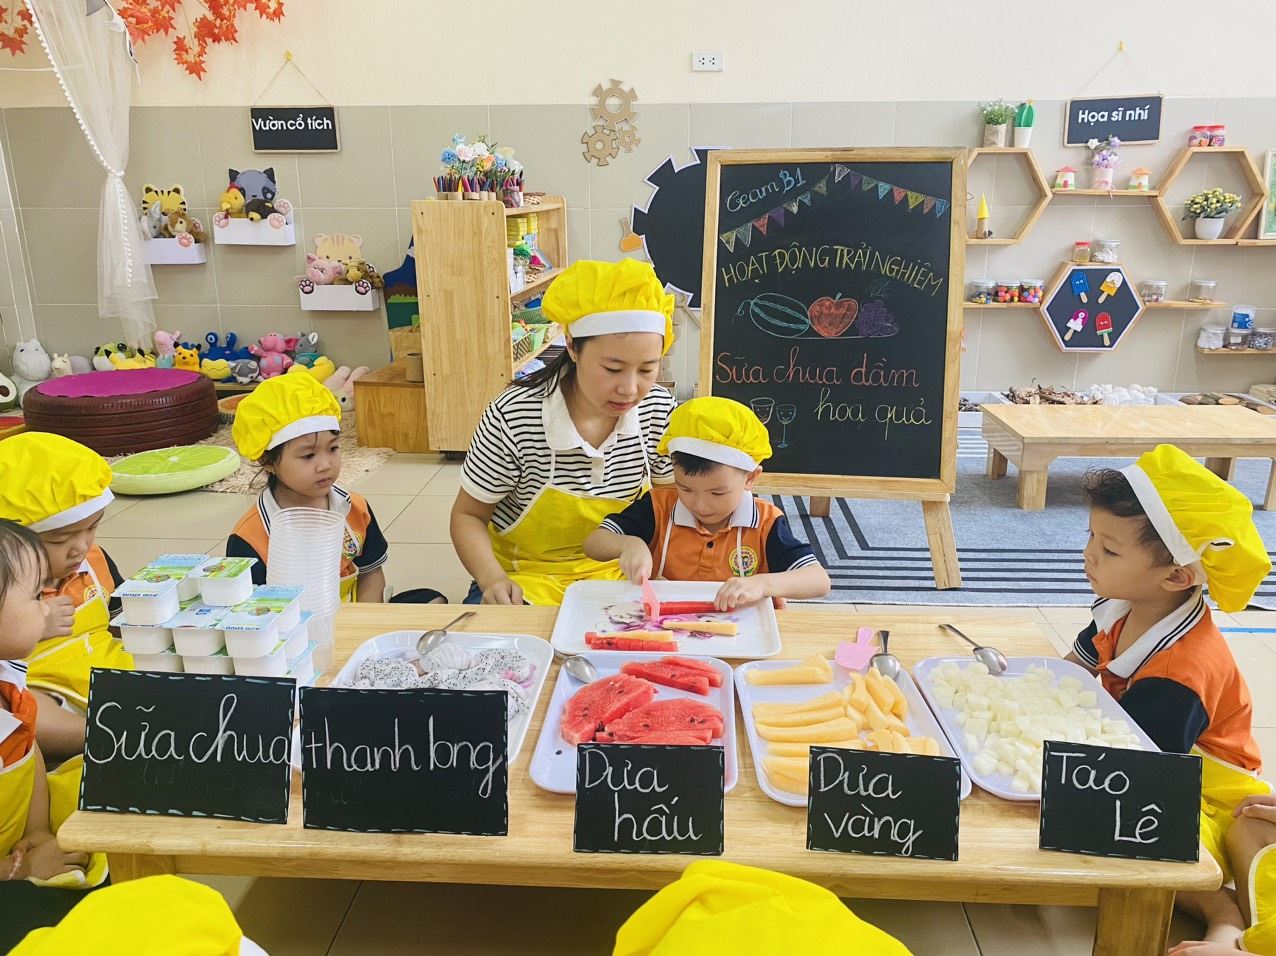 Vườn cổ tích
Họa sĩ nhí
Gcam B1
HOẠT ĐỘNG TRẢI NGHIỆM
Sữa chua dầm
hoa quả
Sữa chua
thanh long
Dưa
hấu
Dưa
vàng
Táo
Lê